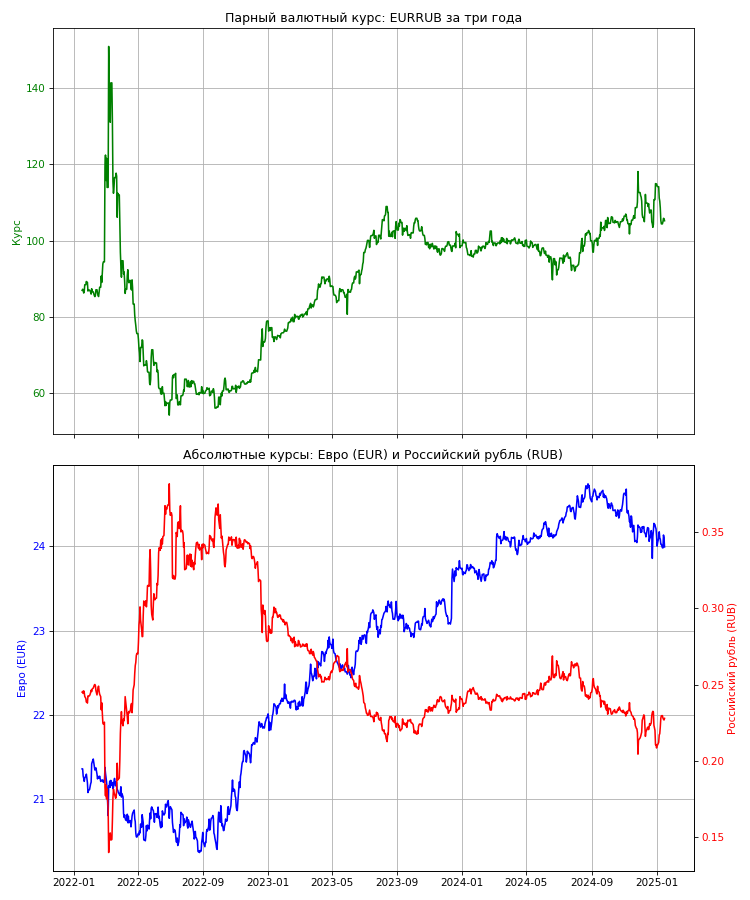 Парный валютный курс: EURRUB за три года
140
120
100
80
60
Курс
Абсолютные курсы: Евро (EUR) и Российский рубль (RUB)
24
23
22
21
Евро (EUR)
0.35
0.30
0.25
0.20
0.15
Российский рубль (RUB)
2022-01 2022-05 2022-09 2023-01 2023-05 2023-09 2024-01 2024-05 2024-09 2025-01